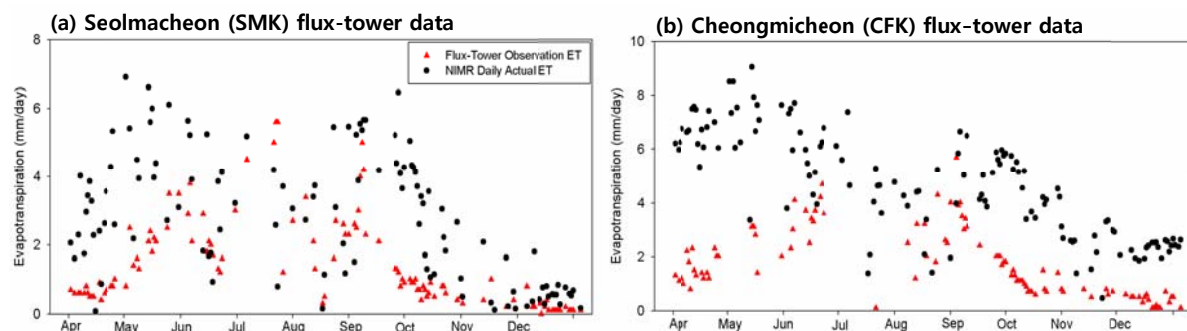 (a) Seolmacheon (SMK) flux-tower data
8
6
4
2
0
Evapotranspiration (mm/day)
Flux-Tower Observation ET
NIMR Daily Actual ET
Apr May Jun Jul Aug Sep Oct Nov Dec
(b) Cheongmicheon (CFK) flux-tower data
10
8
6
4
2
0
Evapotranspiration (mm/day)
Apr May Jun Jul Aug Sep Oct Nov Dec